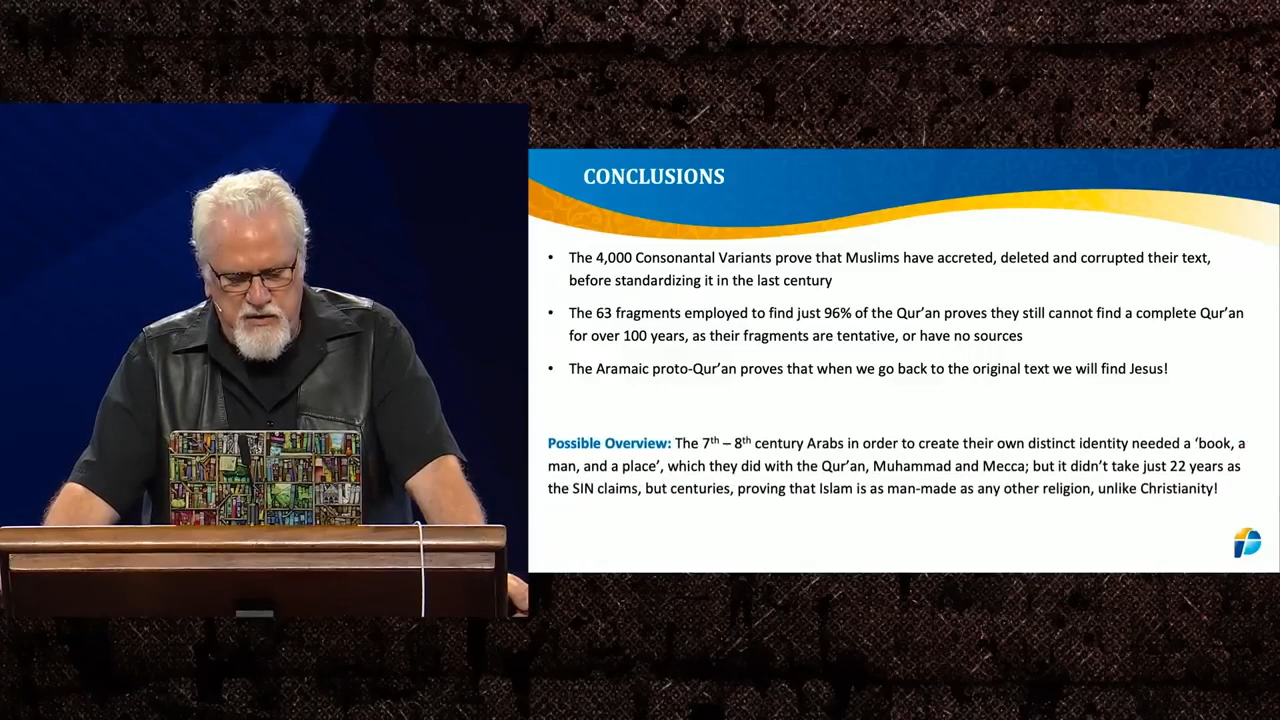 CONCLUSIONS
• The 4,000 Consonantal Variants prove that Muslims have accreted, deleted and corrupted their text,
before standardizing it in the last century
• The 63 fragments employed to find just 96% of the Qur’an proves they still cannot find a complete Qur’an
for over 100 years, as their fragments are tentative, or have no sources
• The Aramaic proto-Qur’an proves that when we go back to the original text we will find Jesus!
Possible Overview: The 7th – 8th century Arabs in order to create their own distinct identity needed a ‘book, a
man, and a place’, which they did with the Qur’an, Muhammad and Mecca; but it didn’t take just 22 years as
the SIN claims, but centuries, proving that Islam is as man-made as any other religion, unlike Christianity!